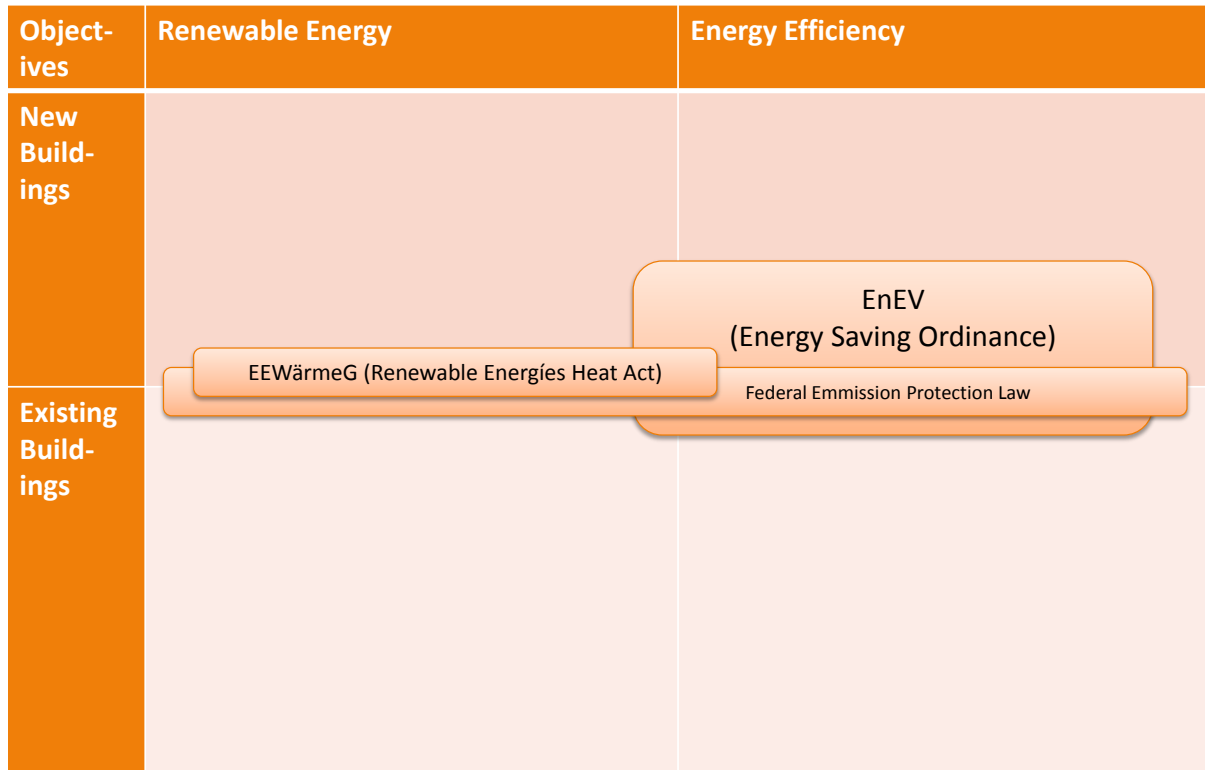 Object-
ives
Renewable Energy
Energy Efficiency
New
Build-
ings
EnEV
(Energy Saving Ordinance)
EEWärmeG (Renewable Energíes Heat Act)
Federal Emmission Protection Law
Existing
Build-
ings